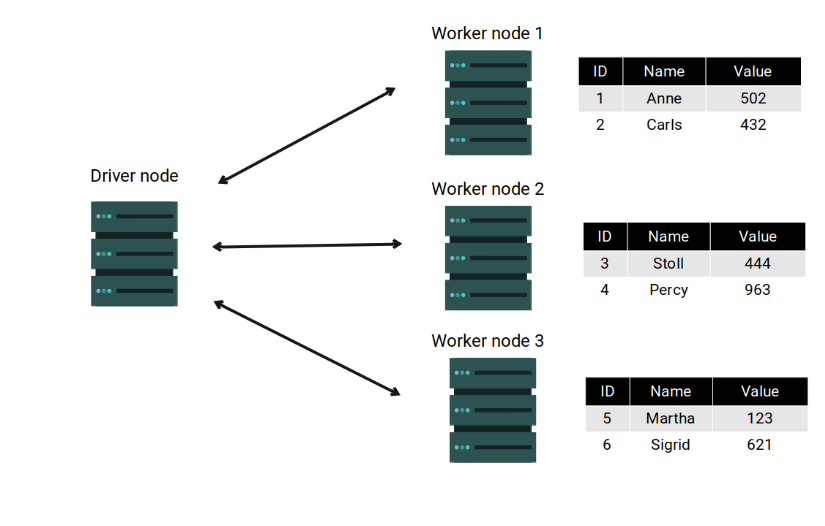 Worker node 1
ID Name Value
1 Anne 502
2 Carls 432
Driver node
Worker node 2
ID Name Value
3 Stoll 444
4 Percy 963
Worker node 3
ID Name Value
5 Martha 123
6 Sigrid 621